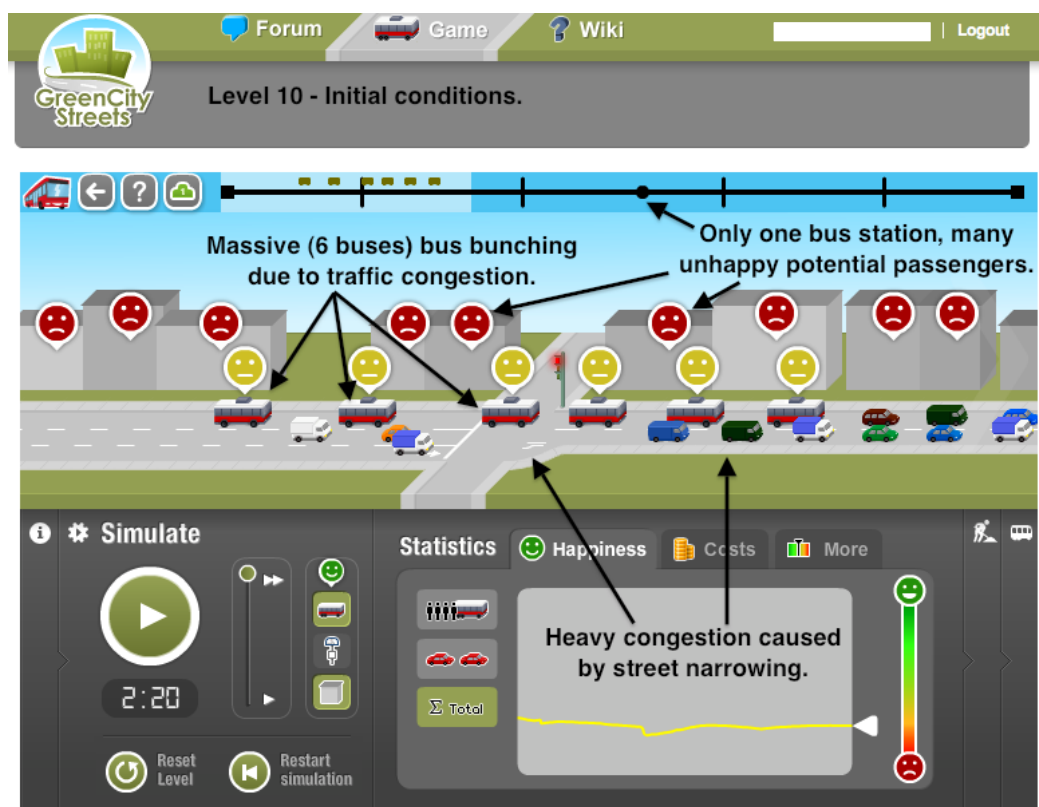 Forum
Game
Wiki
| Logout
GreenCity
Streets
Level 10 - Initial conditions.
Massive (6 buses) bus bunching
due to traffic congestion.
Only one bus station, many
unhappy potential passengers.
Simulate
2:20
Reset
Level
Restart
simulation
Statistics
Happiness
Costs
More
Σ Total
Heavy congestion caused
by street narrowing.